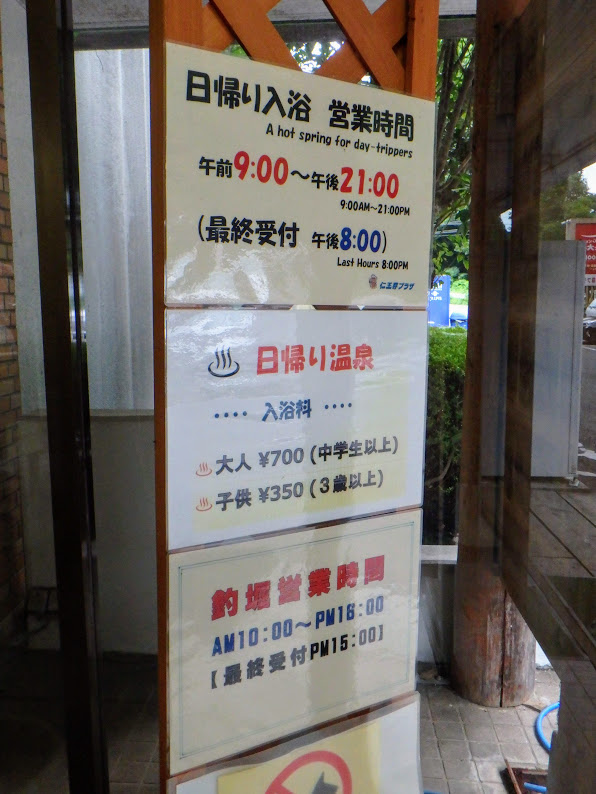 日帰り入浴 営業時間
A hot spring for day-trippers
午前9:00～午後21:00
9:00AM～21:00PM
(最終受付 午後8:00)
Last Hours 8:00PM
日帰り温泉
‥‥ 入浴料 ‥‥
大人 ¥700 (中学生以上)
子供 ¥350 (３歳以上)
釣堀営業時間
AM10:00～PM16:00
【最終受付PM15:00】